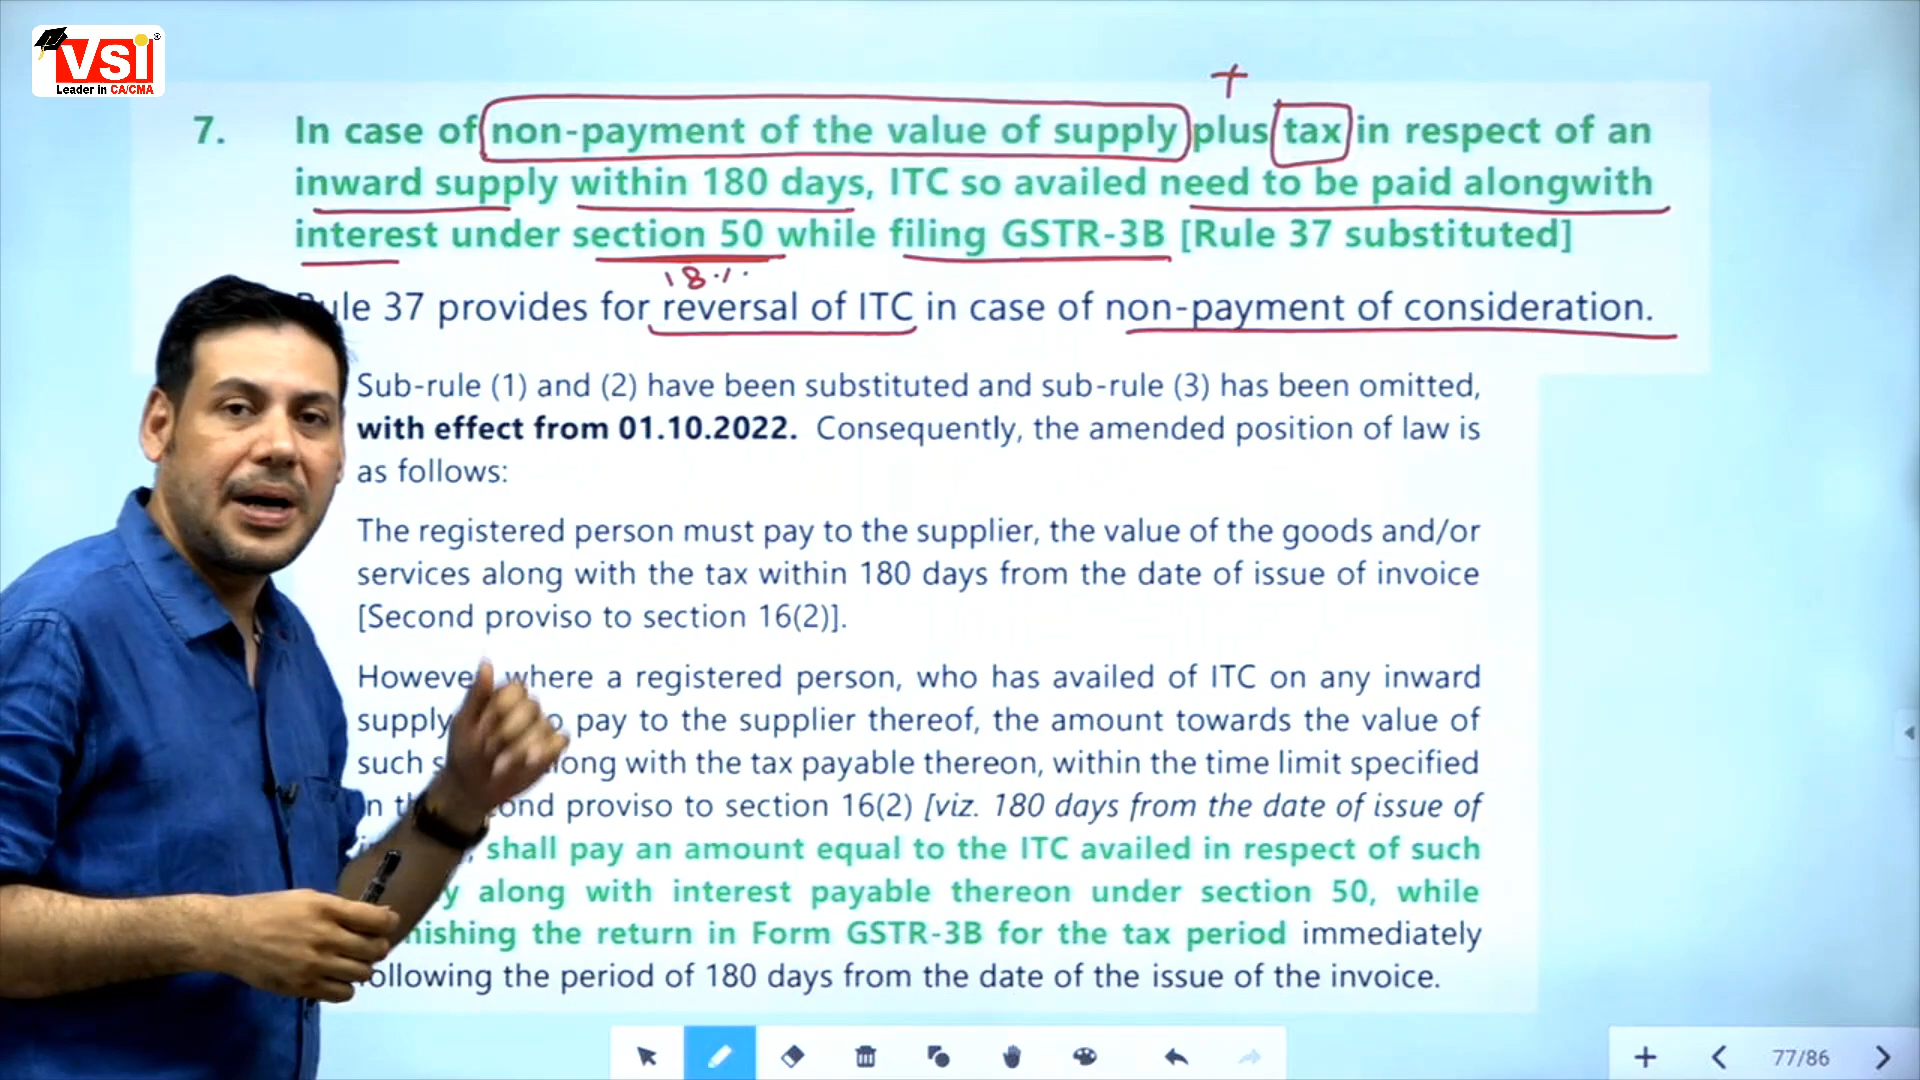 VSI
Leader in CA/CMA
+
7. In case of non-payment of the value of supply plus tax in respect of an
inward supply within 180 days, ITC so availed need to be paid alongwith
interest under section 50 while filing GSTR-3B [Rule 37 substituted]
18%
ule 37 provides for reversal of ITC in case of non-payment of consideration.
Sub-rule (1) and (2) have been substituted and sub-rule (3) has been omitted,
with effect from 01.10.2022. Consequently, the amended position of law is
as follows:
The registered person must pay to the supplier, the value of the goods and/or
services along with the tax within 180 days from the date of issue of invoice
[Second proviso to section 16(2)].
However where a registered person, who has availed of ITC on any inward
supply pay to the supplier thereof, the amount towards the value of
such ong with the tax payable thereon, within the time limit specified
ond proviso to section 16(2) [viz. 180 days from the date of issue of
shall pay an amount equal to the ITC availed in respect of such
y along with interest payable thereon under section 50, while
nishing the return in Form GSTR-3B for the tax period immediately
ollowing the period of 180 days from the date of the issue of the invoice.
77/86